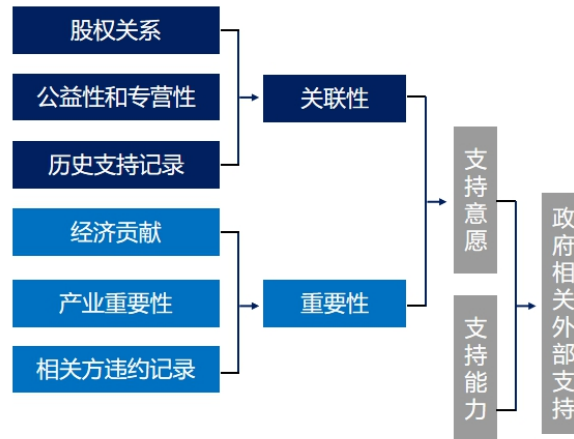 股权关系
公益性和专营性
历史支持记录
关联性
经济贡献
产业重要性
相关方违约记录
重要性
支持意愿
支持能力
政府相关外部支持